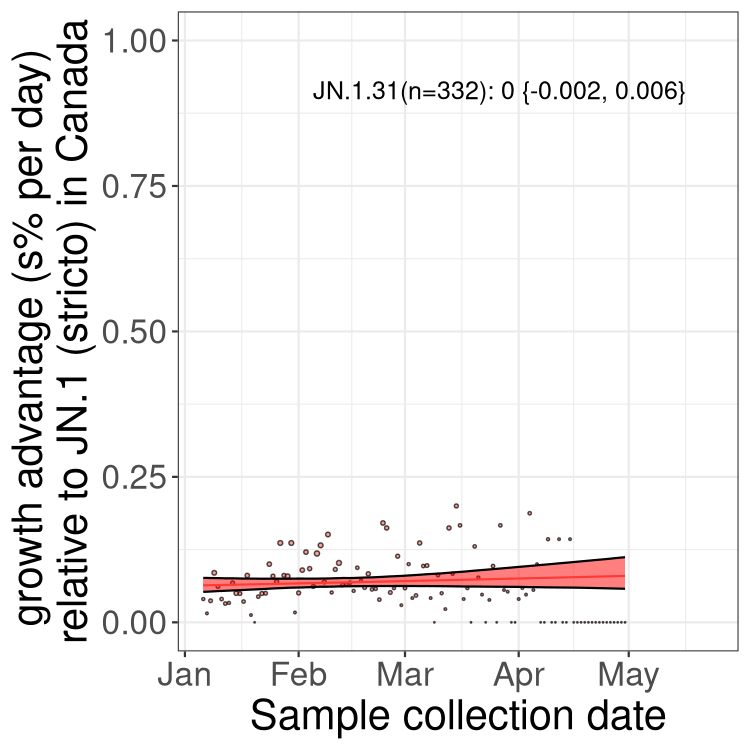 growth advantage (s% per day)
relative to JN.1 (stricto) in Canada
1.00
0.75
0.50
0.25
0.00
JN.1.31(n=332): 0 {-0.002, 0.006}
Jan Feb Mar Apr May
Sample collection date